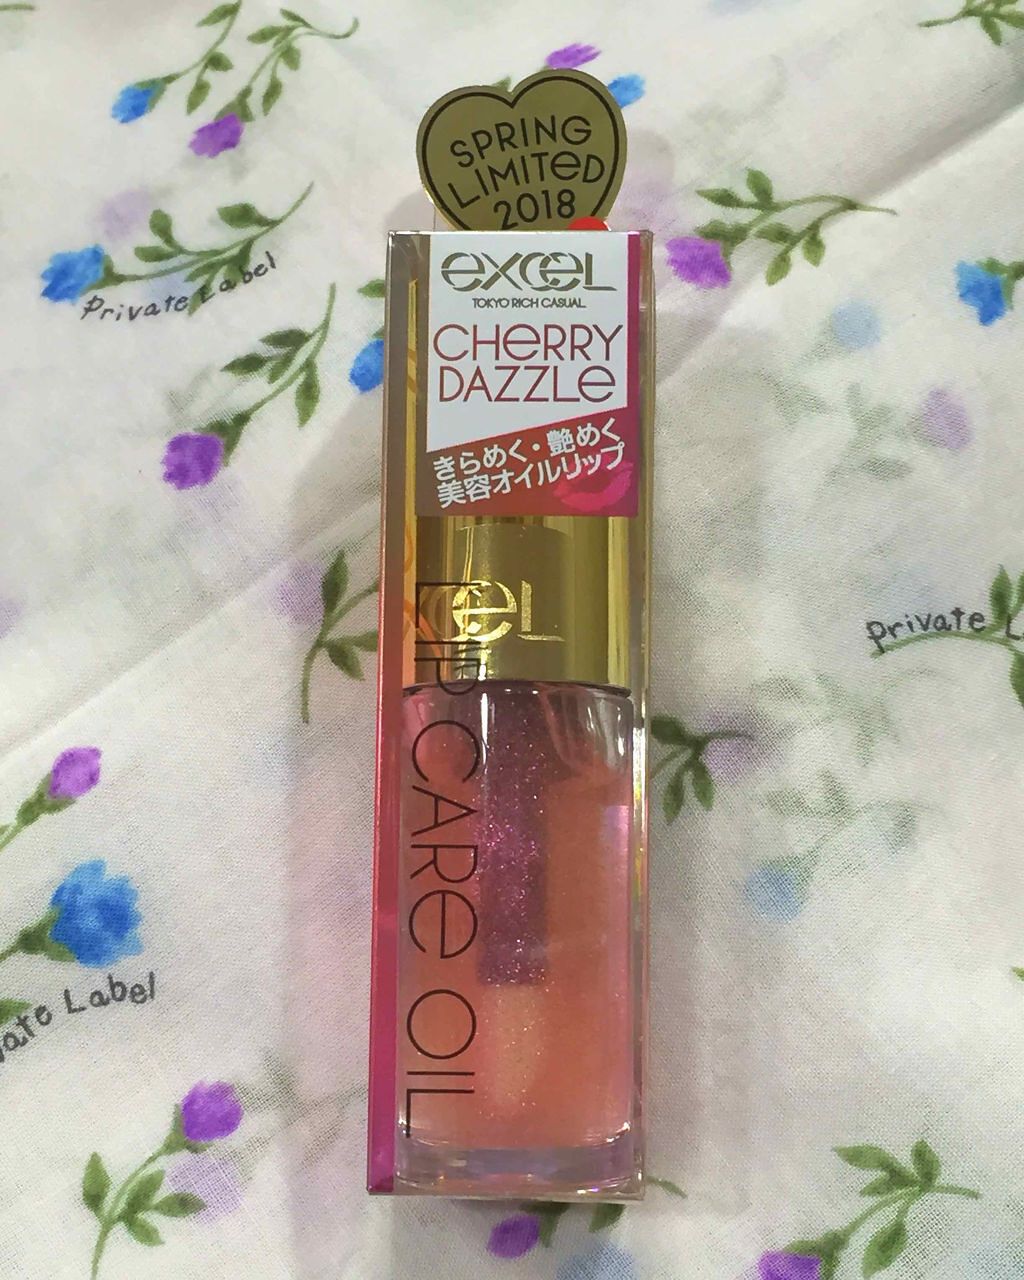 SPRING
LIMITED
2018
excel
TOKYO RICH CASUAL
CHERRY
DAZZLE
きらめく・艶めく
美容オイルリップ
LIP CARE OIL
Private Label
Private
Label